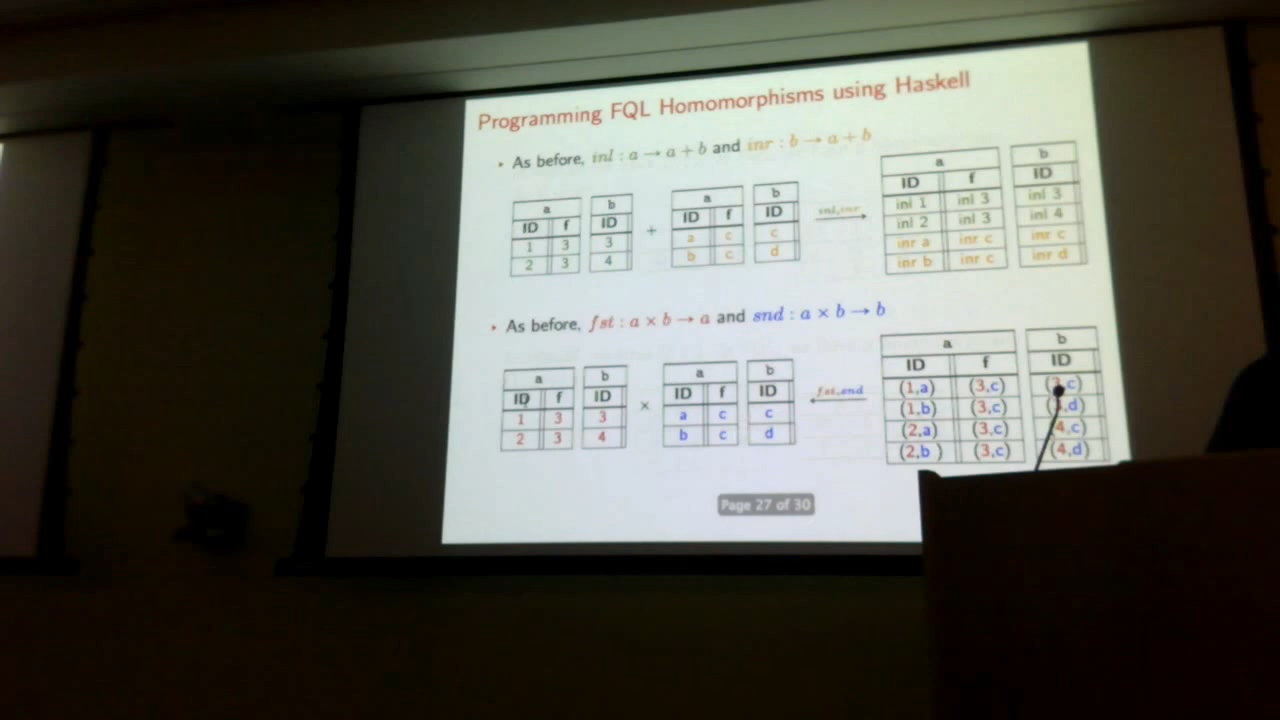 Programming FQL Homomorphisms using Haskell
• As before, inl : a → a + b and inr : b → a + b
a b a b a b
ID f ID + ID f ID inl,inr ID f ID
1 3 3 a c c inl 1 inl 3 inl 3
2 3 4 b c d inl 2 inl 3 inl 4
inr a inr c inr c
inr b inr c inr d
• As before, fst : a × b → a and snd : a × b → b
a b a b a b
ID f ID × ID f ID fst,snd ID f ID
1 3 3 a c c (1,a) (3,c) ,c)
2 3 4 b c d (1,b) (3,c) ,d)
(2,a) (3,c) 4,c)
(2,b ) (3,c) (4,d)
Page 27 of 30